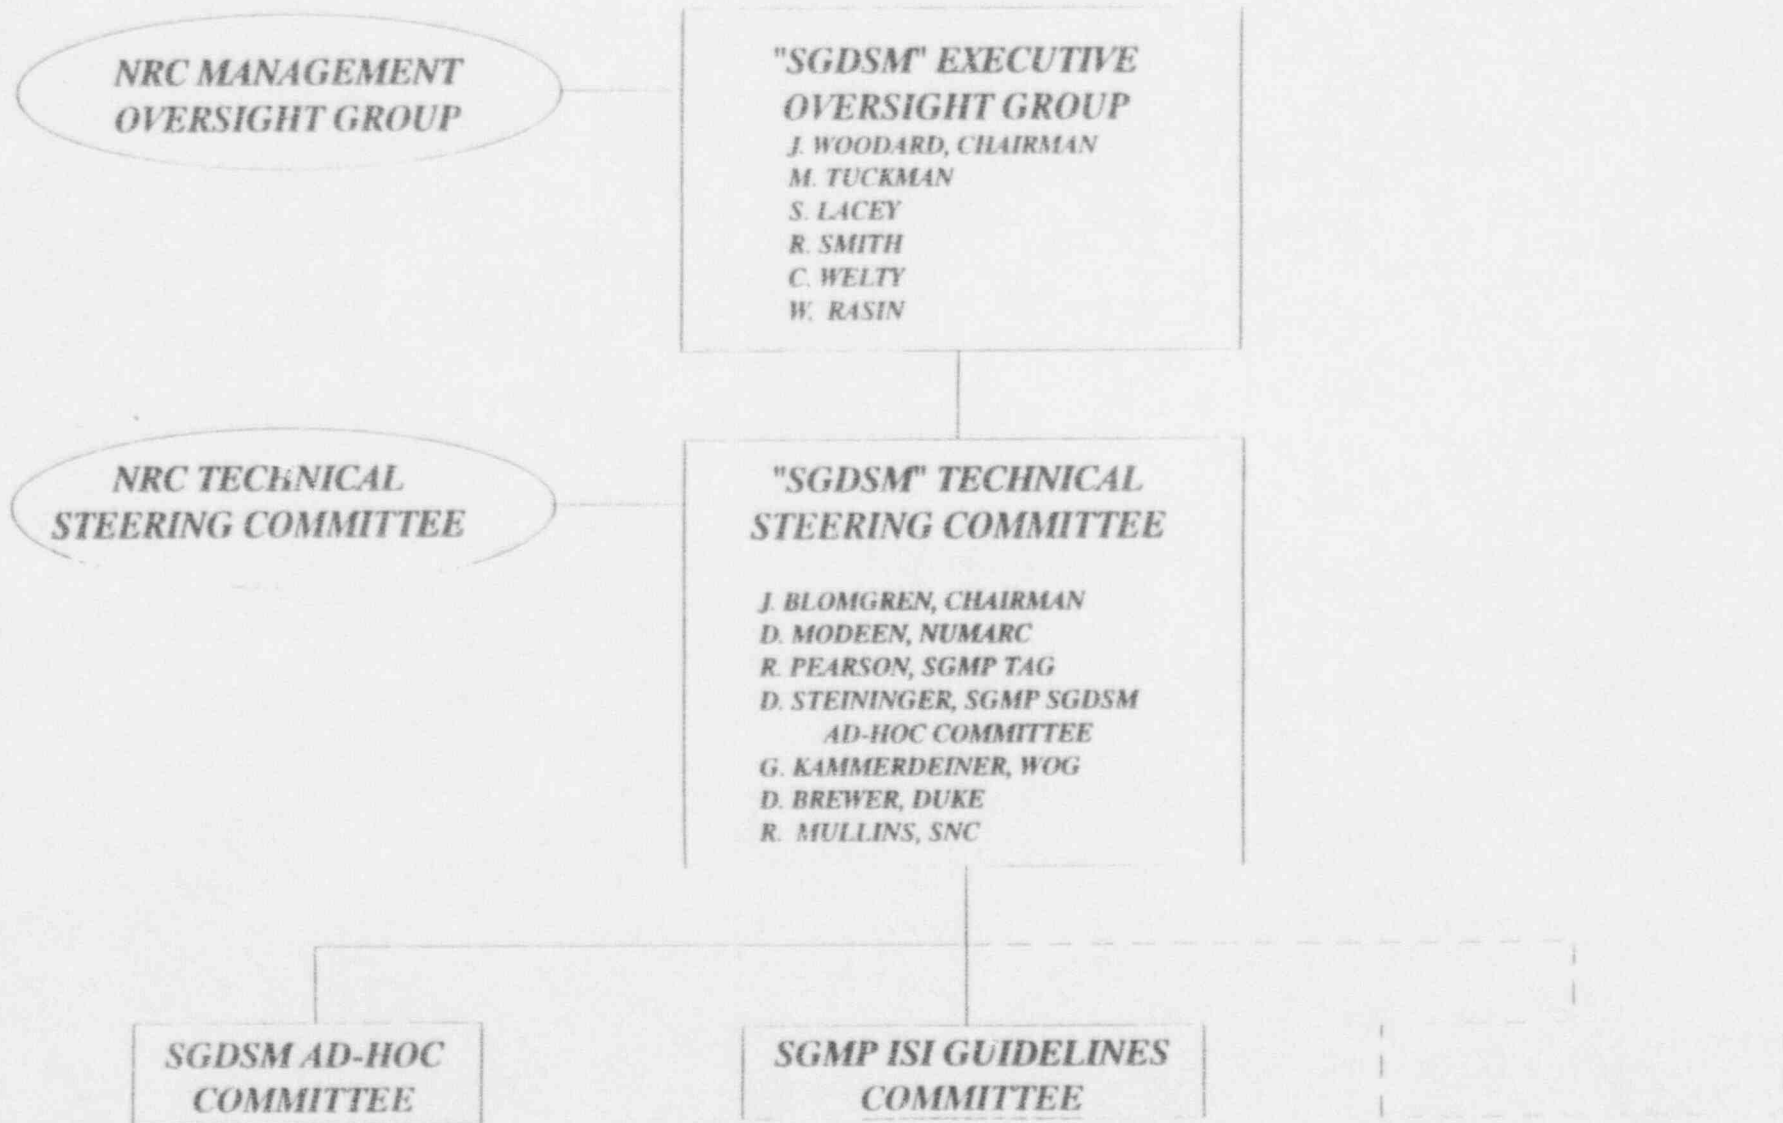 NRC MANAGEMENT
OVERSIGHT GROUP
"SGDSM" EXECUTIVE
OVERSIGHT GROUP
J. WOODARD, CHAIRMAN
M. TUCKMAN
S. LACEY
R. SMITH
C. WELTY
W. RASIN
NRC TECHNICAL
STEERING COMMITTEE
"SGDSM" TECHNICAL
STEERING COMMITTEE
J. BLOMGREN, CHAIRMAN
D. MODEEN, NUMARC
R. PEARSON, SGMP TAG
D. STEININGER, SGMP SGDSM
AD-HOC COMMITTEE
G. KAMMERDEINER, WOG
D. BREWER, DUKE
R. MULLINS, SNC
SGDSM AD-HOC
COMMITTEE
SGMP ISI GUIDELINES
COMMITTEE